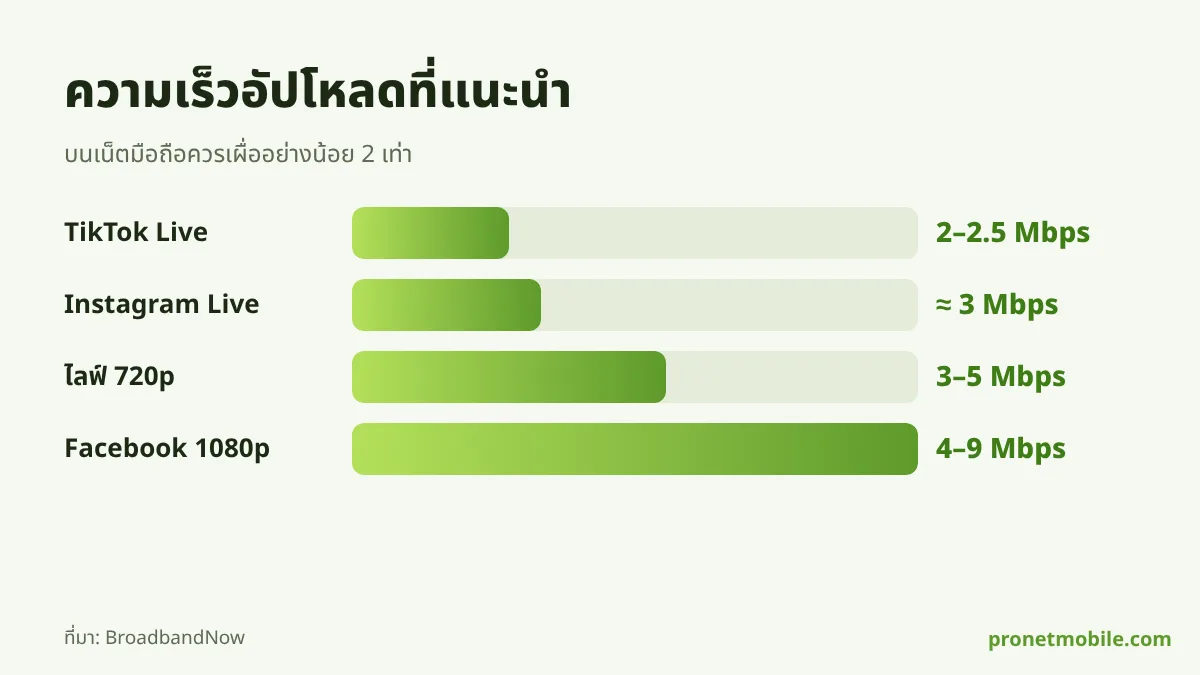 ความเร็วอัปโหลดที่แนะนำ
บนเน็ตมือถือควรเผื่ออย่างน้อย 2 เท่า
TikTok Live 2–2.5 Mbps
Instagram Live ≈ 3 Mbps
ไลฟ์ 720p 3–5 Mbps
Facebook 1080p 4–9 Mbps
ที่มา: BroadbandNow
pronetmobile.com